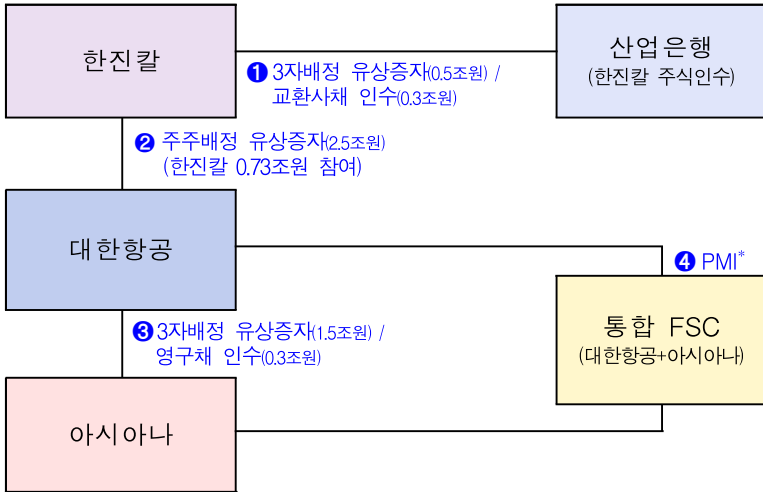 한진칼
산업은행
(한진칼 주식인수)
❶ 3자배정 유상증자(0.5조원) /
교환사채 인수(0.3조원)
❷ 주주배정 유상증자(2.5조원)
(한진칼 0.73조원 참여)
대한항공
❹ PMI*
❸ 3자배정 유상증자(1.5조원) /
영구채 인수(0.3조원)
통합 FSC
(대한항공+아시아나)
아시아나